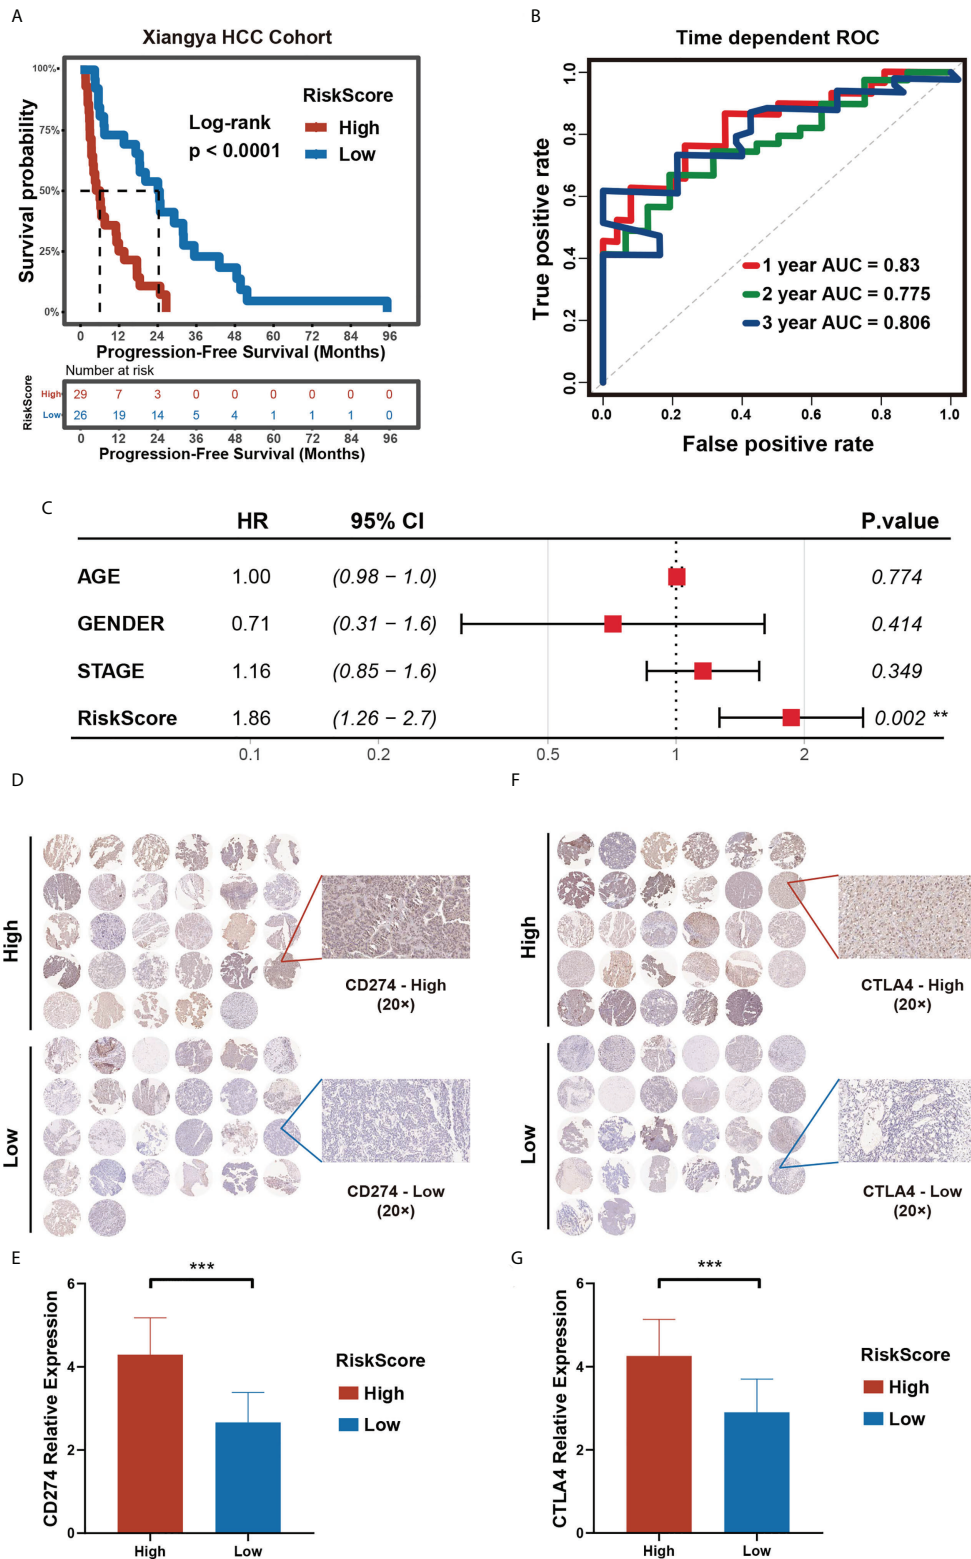 A
Xiangya HCC Cohort
Survival probability
100%
75%
50%
25%
0%
Log-rank
p < 0.0001
RiskScore
High
Low
0 12 24 36 48 60 72 84 96
Progression-Free Survival (Months)
Number at risk
RiskScore
High 29 7 3 0 0 0 0 0 0
Low 26 19 14 5 4 1 1 1 0
0 12 24 36 48 60 72 84 96
Progression-Free Survival (Months)
B
Time dependent ROC
True positive rate
1.0
0.8
0.6
0.4
0.2
0.0
1 year AUC = 0.83
2 year AUC = 0.775
3 year AUC = 0.806
0.0 0.2 0.4 0.6 0.8 1.0
False positive rate
C
HR 95% CI P.value
AGE 1.00 (0.98 − 1.0) 0.774
GENDER 0.71 (0.31 − 1.6) 0.414
STAGE 1.16 (0.85 − 1.6) 0.349
RiskScore 1.86 (1.26 − 2.7) 0.002 **
0.1 0.2 0.5 1 2
D
High
CD274 - High
(20×)
Low
CD274 - Low
(20×)
F
High
CTLA4 - High
(20×)
Low
CTLA4 - Low
(20×)
E
CD274 Relative Expression
6
4
2
0
***
High Low
RiskScore
High
Low
G
CTLA4 Relative Expression
6
4
2
0
***
High Low
RiskScore
High
Low